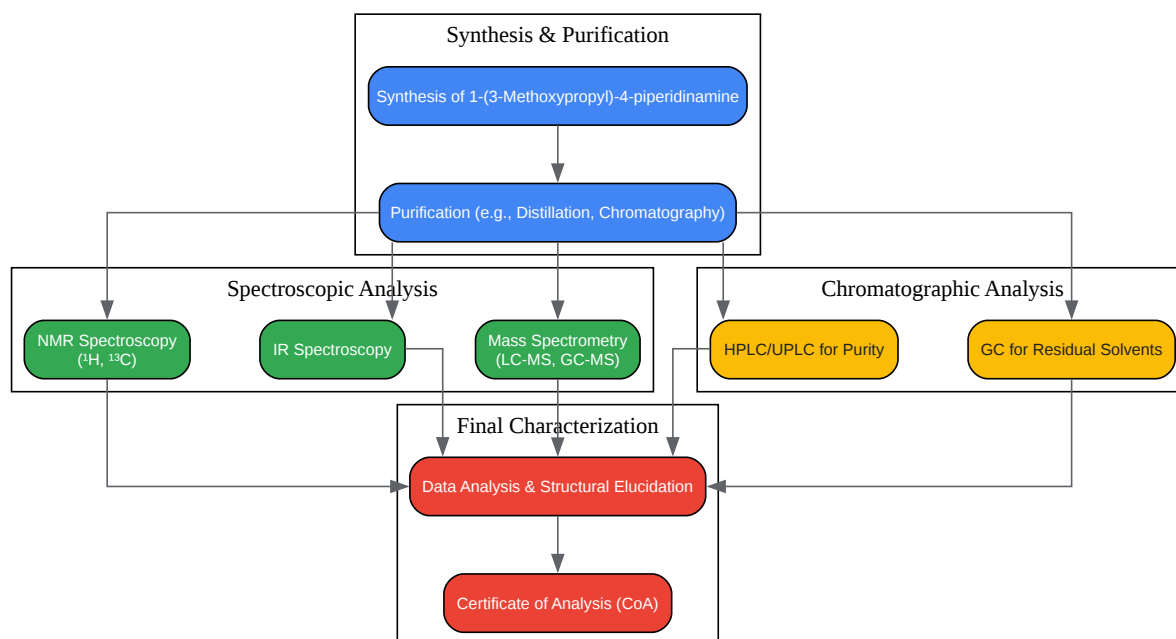 Synthesis & Purification
Synthesis of 1-(3-Methoxypropyl)-4-piperidinamine
Purification (e.g., Distillation, Chromatography)
Spectroscopic Analysis
NMR Spectroscopy
(¹H, ¹³C)
IR Spectroscopy
Mass Spectrometry
(LC-MS, GC-MS)
Chromatographic Analysis
HPLC/UPLC for Purity
GC for Residual Solvents
Final Characterization
Data Analysis & Structural Elucidation
Certificate of Analysis (CoA)